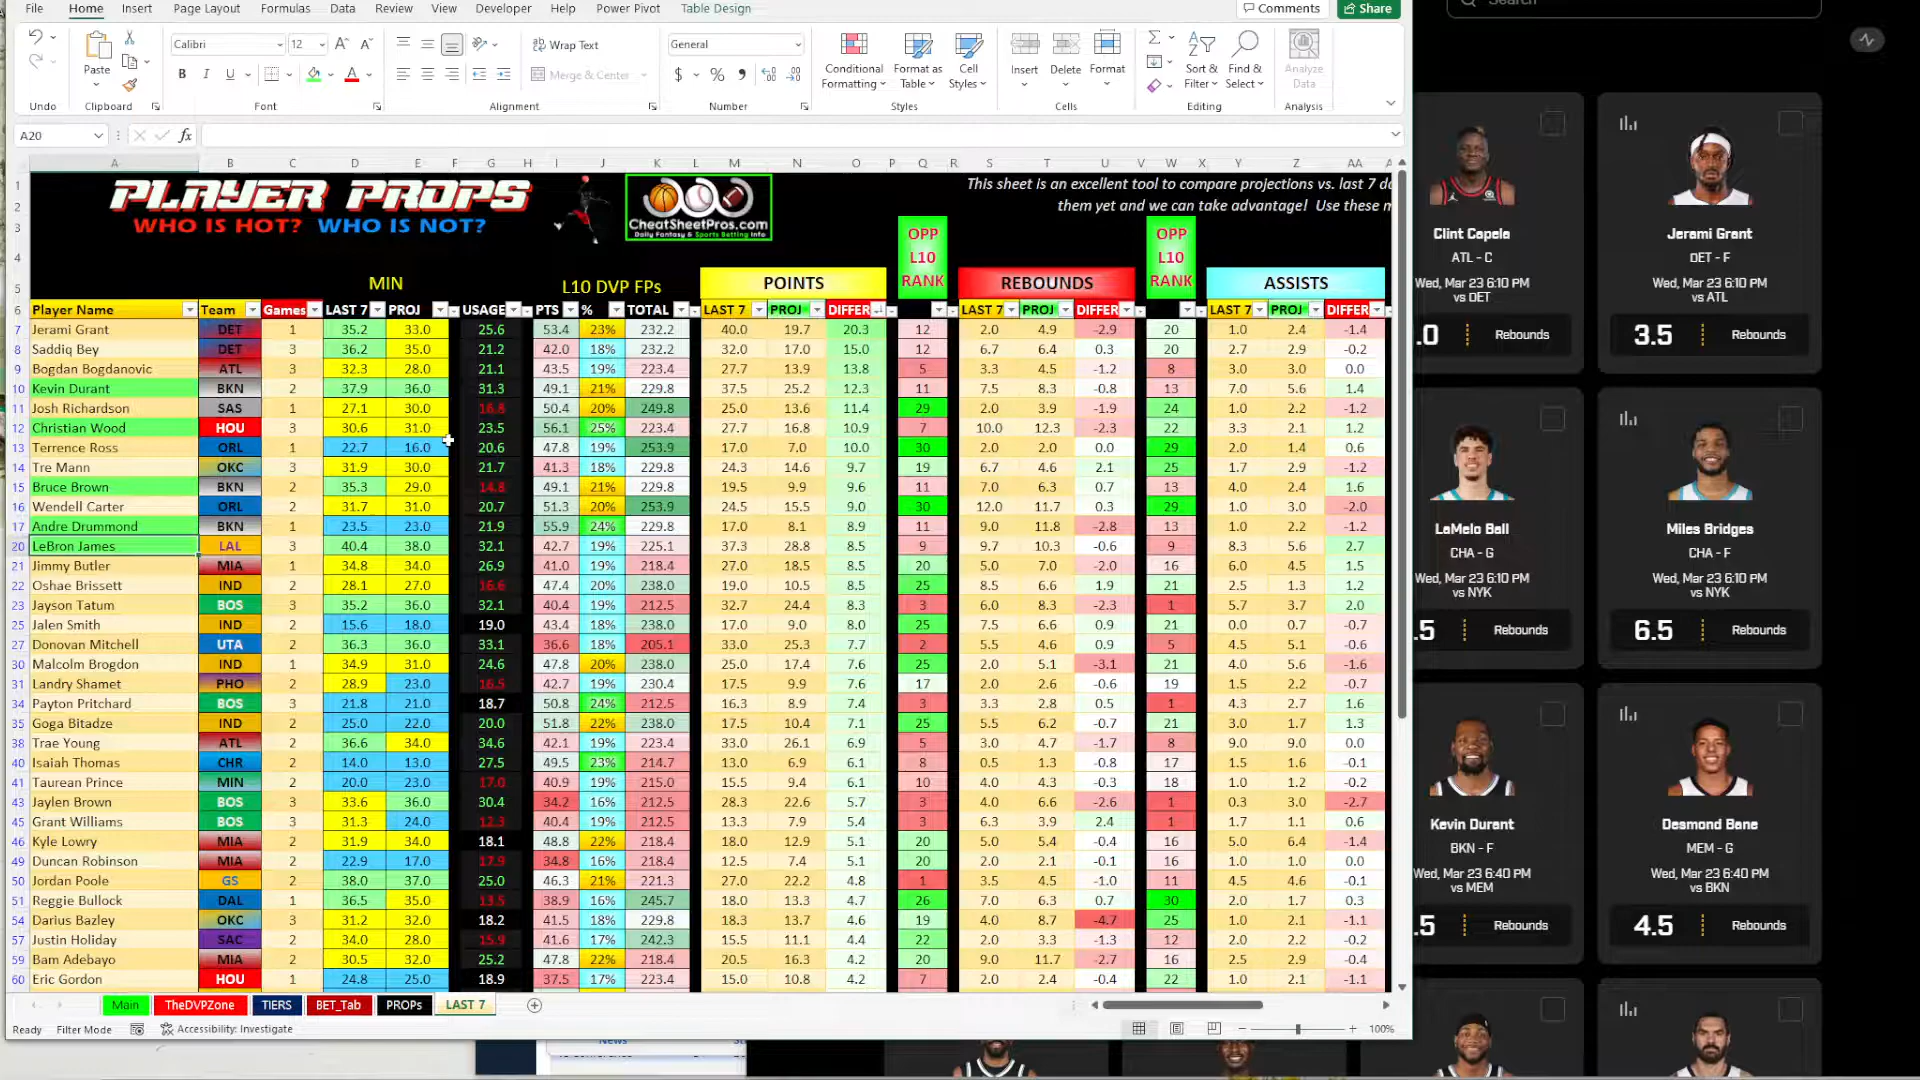 File Home Insert Page Layout Formulas Data Review View Developer Help Power Pivot Table Design Comments Share
Calibri 12 Wrap Text General
Paste Merge & Center Conditional Formatting Format as Table Cell Styles Insert Delete Format Sort & Filter Find & Select Analyze Data
Undo Clipboard Font Alignment Number Styles Cells Editing Analysis
A20 fx
A B C D E F G H I J K L M N O P Q R S T U V W X Y Z AA
PLAYER PROPS
WHO IS HOT? WHO IS NOT?
CheatSheetPros.com
Daily Fantasy & Sports Betting Info
This sheet is an excellent tool to compare projections vs. last 7 da
them yet and we can take advantage! Use these m
OPP L10 RANK OPP L10 RANK
MIN L10 DVP FPs POINTS REBOUNDS ASSISTS
6 Player Name Team Games LAST 7 PROJ USAGE PTS % TOTAL LAST 7 PROJ DIFFER LAST 7 PROJ DIFFER LAST 7 PROJ DIFFER
7 Jerami Grant DET 1 35.2 33.0 25.6 53.4 23% 232.2 40.0 19.7 20.3 12 2.0 4.9 -2.9 20 1.0 2.4 -1.4
8 Saddiq Bey DET 3 36.2 35.0 21.2 42.0 18% 232.2 32.0 17.0 15.0 12 6.7 6.4 0.3 20 2.7 2.9 -0.2
9 Bogdan Bogdanovic ATL 3 32.3 28.0 21.1 43.5 19% 223.4 27.7 13.9 13.8 5 3.3 4.5 -1.2 8 3.0 3.0 0.0
10 Kevin Durant BKN 2 37.9 36.0 31.3 49.1 21% 229.8 37.5 25.2 12.3 11 7.5 8.3 -0.8 13 7.0 5.6 1.4
11 Josh Richardson SAS 1 27.1 30.0 16.8 50.4 20% 249.8 25.0 13.6 11.4 29 2.0 3.9 -1.9 24 1.0 2.2 -1.2
12 Christian Wood HOU 3 30.6 31.0 23.5 56.1 25% 223.4 27.7 16.8 10.9 7 10.0 12.3 -2.3 22 3.3 2.1 1.2
13 Terrence Ross ORL 1 22.7 16.0 20.6 47.8 19% 253.9 17.0 7.0 10.0 30 2.0 2.0 0.0 29 2.0 1.4 0.6
14 Tre Mann OKC 3 31.9 30.0 21.7 41.3 18% 229.8 24.3 14.6 9.7 19 6.7 4.6 2.1 25 1.7 2.9 -1.2
15 Bruce Brown BKN 2 35.3 29.0 14.8 49.1 21% 229.8 19.5 9.9 9.6 11 7.0 6.3 0.7 13 4.0 2.4 1.6
16 Wendell Carter ORL 2 31.7 31.0 20.7 51.3 20% 253.9 24.5 15.5 9.0 30 12.0 11.7 0.3 29 1.0 3.0 -2.0
17 Andre Drummond BKN 1 23.5 23.0 21.9 55.9 24% 229.8 17.0 8.1 8.9 11 9.0 11.8 -2.8 13 1.0 2.2 -1.2
20 LeBron James LAL 3 40.4 38.0 32.1 42.7 19% 225.1 37.3 28.8 8.5 9 9.7 10.3 -0.6 9 8.3 5.6 2.7
21 Jimmy Butler MIA 1 34.8 34.0 26.9 41.0 19% 218.4 27.0 18.5 8.5 20 5.0 7.0 -2.0 16 6.0 4.5 1.5
22 Oshae Brissett IND 2 28.1 27.0 16.6 47.4 20% 238.0 19.0 10.5 8.5 25 8.5 6.6 1.9 21 2.5 1.3 1.2
23 Jayson Tatum BOS 3 35.2 36.0 32.1 40.4 19% 212.5 32.7 24.4 8.3 3 6.0 8.3 -2.3 1 5.7 3.7 2.0
25 Jalen Smith IND 2 15.6 18.0 19.0 43.4 18% 238.0 17.0 9.0 8.0 25 7.5 6.6 0.9 21 0.0 0.7 -0.7
27 Donovan Mitchell UTA 2 36.3 36.0 33.1 36.6 18% 205.1 33.0 25.3 7.7 2 5.5 4.6 0.9 5 4.5 5.1 -0.6
30 Malcolm Brogdon IND 1 34.9 31.0 24.6 47.8 20% 238.0 25.0 17.4 7.6 25 2.0 5.1 -3.1 21 4.0 5.6 -1.6
31 Landry Shamet PHO 2 28.9 23.0 16.5 42.7 19% 230.4 17.5 9.9 7.6 17 2.0 2.6 -0.6 19 1.5 2.2 -0.7
34 Payton Pritchard BOS 3 21.8 21.0 18.7 50.8 24% 212.5 16.3 8.9 7.4 3 3.3 2.8 0.5 1 4.3 2.7 1.6
35 Goga Bitadze IND 2 25.0 22.0 20.0 51.8 22% 238.0 17.5 10.4 7.1 25 5.5 6.2 -0.7 21 3.0 1.7 1.3
38 Trae Young ATL 2 36.6 34.0 34.6 42.1 19% 223.4 33.0 26.1 6.9 5 3.0 4.7 -1.7 8 9.0 9.0 0.0
40 Isaiah Thomas CHR 2 14.0 13.0 27.5 49.5 23% 214.7 13.0 6.9 6.1 8 0.5 1.3 -0.8 17 1.5 1.6 -0.1
41 Taurean Prince MIN 2 20.0 23.0 17.0 40.9 19% 215.0 15.5 9.4 6.1 10 4.0 4.3 -0.3 18 1.0 1.2 -0.2
43 Jaylen Brown BOS 3 33.6 36.0 30.4 34.2 16% 212.5 28.3 22.6 5.7 3 4.0 6.6 -2.6 1 0.3 3.0 -2.7
45 Grant Williams BOS 3 31.3 24.0 12.3 40.4 19% 212.5 13.3 7.9 5.4 3 6.3 3.9 2.4 1 1.7 1.1 0.6
46 Kyle Lowry MIA 2 31.9 34.0 18.1 48.8 22% 218.4 18.0 12.9 5.1 20 5.0 5.4 -0.4 16 5.0 6.4 -1.4
49 Duncan Robinson MIA 2 22.9 17.0 17.9 34.8 16% 218.4 12.5 7.4 5.1 20 2.0 2.1 -0.1 16 1.0 1.0 0.0
50 Jordan Poole GS 2 38.0 37.0 25.0 46.3 21% 221.3 27.0 22.2 4.8 1 3.5 4.5 -1.0 11 4.5 4.6 -0.1
51 Reggie Bullock DAL 1 36.5 35.0 13.5 38.9 16% 245.7 18.0 13.3 4.7 26 7.0 6.3 0.7 30 2.0 1.7 0.3
54 Darius Bazley OKC 3 31.2 32.0 18.2 41.5 18% 229.8 18.3 13.7 4.6 19 4.0 8.7 -4.7 25 1.0 2.1 -1.1
57 Justin Holiday SAC 2 34.0 28.0 15.9 41.6 17% 242.3 15.5 11.1 4.4 22 2.0 3.3 -1.3 12 2.0 2.2 -0.2
59 Bam Adebayo MIA 2 30.5 32.0 25.2 47.8 22% 218.4 20.5 16.3 4.2 20 9.0 11.7 -2.7 16 2.5 2.9 -0.4
60 Eric Gordon HOU 1 24.8 25.0 18.9 37.5 17% 223.4 15.0 10.8 4.2 7 2.0 2.4 -0.4 22 1.0 2.1 -1.1
Main TheDVPZone TIERS BET_Tab PROPs LAST 7
Ready Filter Mode Accessibility: Investigate 100%
News
Search
Clint Capela
ATL - C
Wed, Mar 23 6:10 PM
vs DET
.0 Rebounds
Jerami Grant
DET - F
Wed, Mar 23 6:10 PM
vs ATL
3.5 Rebounds
LaMelo Ball
CHA - G
Wed, Mar 23 6:10 PM
vs NYK
.5 Rebounds
Miles Bridges
CHA - F
Wed, Mar 23 6:10 PM
vs NYK
6.5 Rebounds
Kevin Durant
BKN - F
Wed, Mar 23 6:40 PM
vs MEM
.5 Rebounds
Desmond Bane
MEM - G
Wed, Mar 23 6:40 PM
vs BKN
4.5 Rebounds